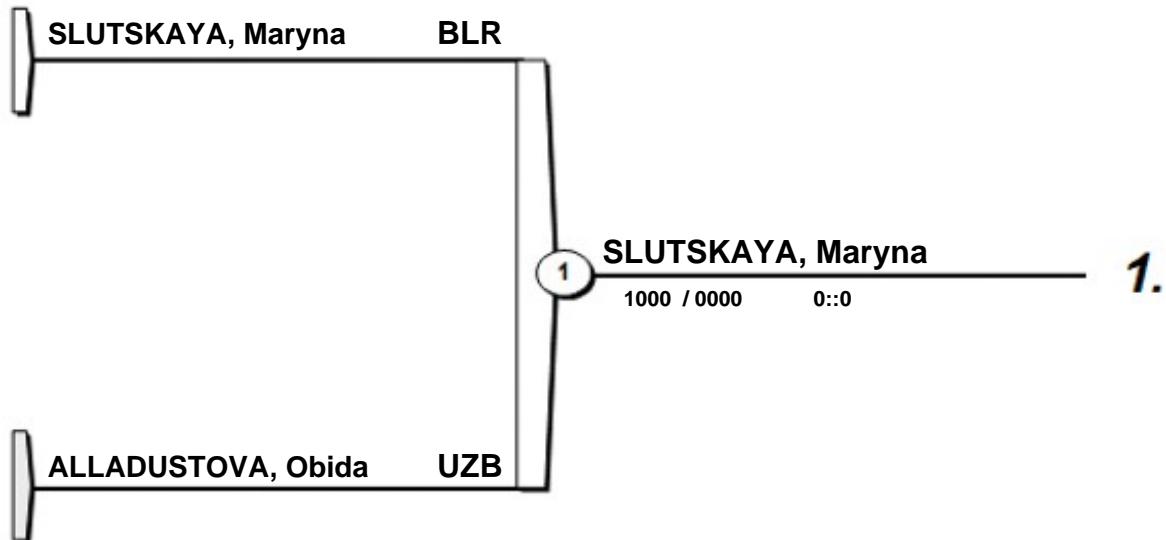 SLUTSKAYA, Maryna BLR
1 SLUTSKAYA, Maryna 1.
1000 / 0000 0::0
ALLADUSTOVA, Obida UZB